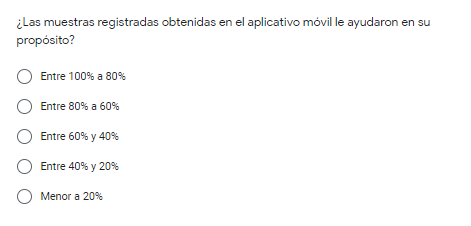 ¿Las muestras registradas obtenidas en el aplicativo móvil le ayudaron en su
propósito?
Entre 100% a 80%
Entre 80% a 60%
Entre 60% y 40%
Entre 40% y 20%
Menor a 20%